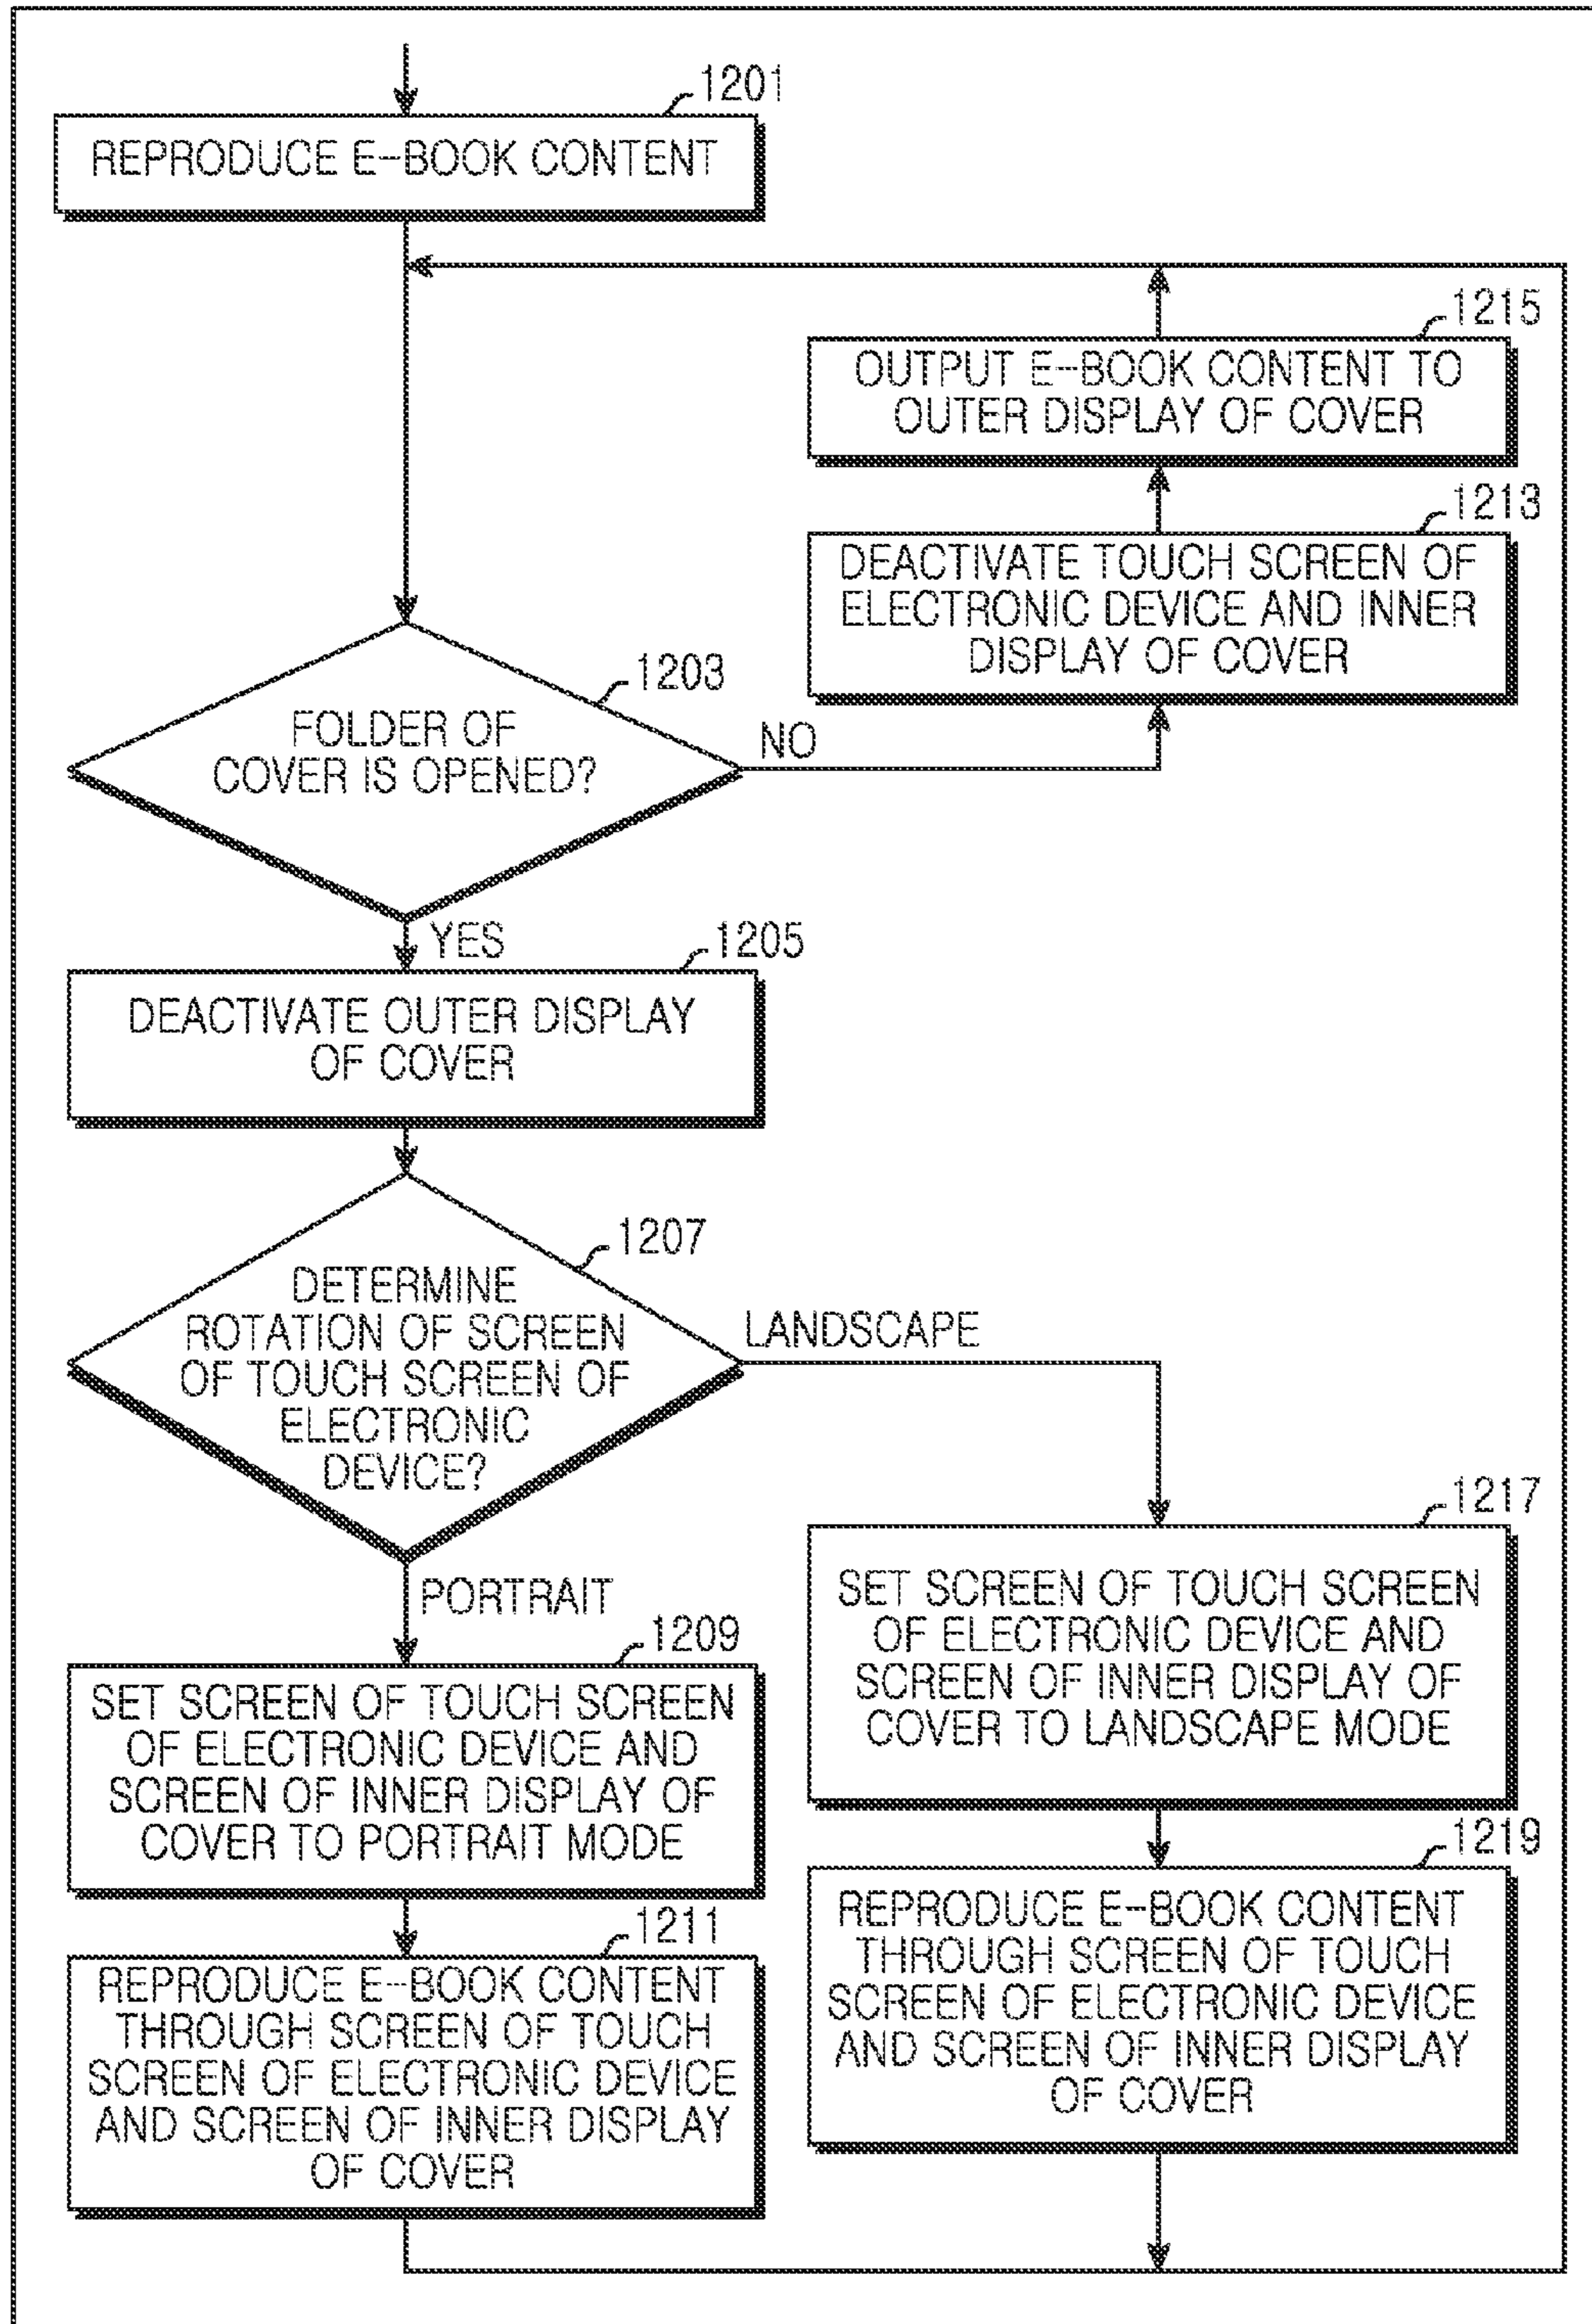 1201
REPRODUCE E-BOOK CONTENT
1215
OUTPUT E-BOOK CONTENT TO
OUTER DISPLAY OF COVER
1213
DEACTIVATE TOUCH SCREEN OF
ELECTRONIC DEVICE AND INNER
DISPLAY OF COVER
1203
FOLDER OF
COVER IS OPENED?
NO
YES
1205
DEACTIVATE OUTER DISPLAY
OF COVER
1207
DETERMINE
ROTATION OF SCREEN
OF TOUCH SCREEN OF
ELECTRONIC
DEVICE?
LANDSCAPE
PORTRAIT
1209
SET SCREEN OF TOUCH SCREEN
OF ELECTRONIC DEVICE AND
SCREEN OF INNER DISPLAY OF
COVER TO PORTRAIT MODE
1211
REPRODUCE E-BOOK CONTENT
THROUGH SCREEN OF TOUCH
SCREEN OF ELECTRONIC DEVICE
AND SCREEN OF INNER DISPLAY
OF COVER
1217
SET SCREEN OF TOUCH SCREEN
OF ELECTRONIC DEVICE AND
SCREEN OF INNER DISPLAY OF
COVER TO LANDSCAPE MODE
1219
REPRODUCE E-BOOK CONTENT
THROUGH SCREEN OF TOUCH
SCREEN OF ELECTRONIC DEVICE
AND SCREEN OF INNER DISPLAY
OF COVER